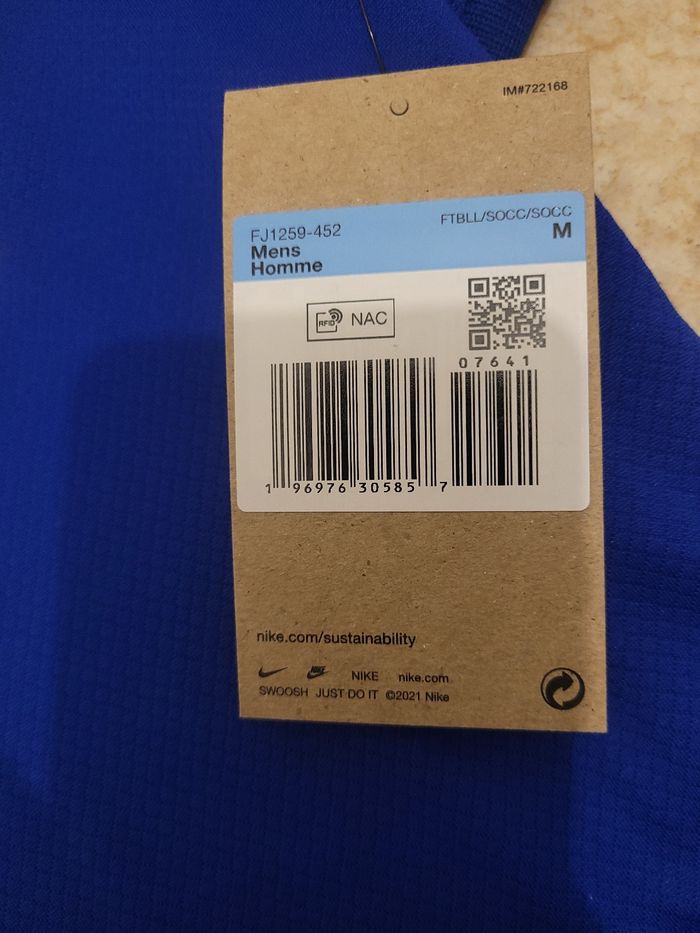 IM#722168
FJ1259-452
FTBLL/SOCC/SOCC
Mens
M
Homme
RFID NAC
07641
1 96976 30585 7
nike.com/sustainability
NIKE nike.com
SWOOSH JUST DO IT ©2021 Nike